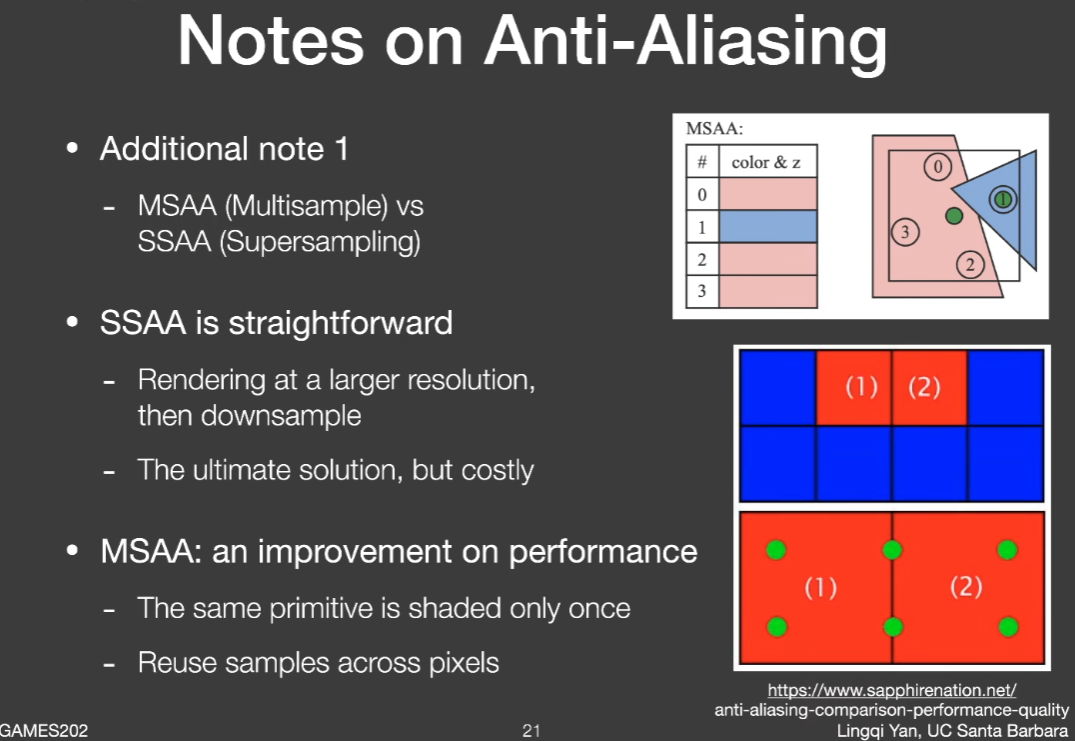 Notes on Anti-Aliasing
• Additional note 1
- MSAA (Multisample) vs
SSAA (Supersampling)
• SSAA is straightforward
- Rendering at a larger resolution,
then downsample
- The ultimate solution, but costly
• MSAA: an improvement on performance
- The same primitive is shaded only once
- Reuse samples across pixels
MSAA:
# color & z
0
1
2
3
0
1
3
2
(1) (2)
(1) (2)
https://www.sapphirenation.net/
anti-aliasing-comparison-performance-quality
GAMES202
21
Lingqi Yan, UC Santa Barbara